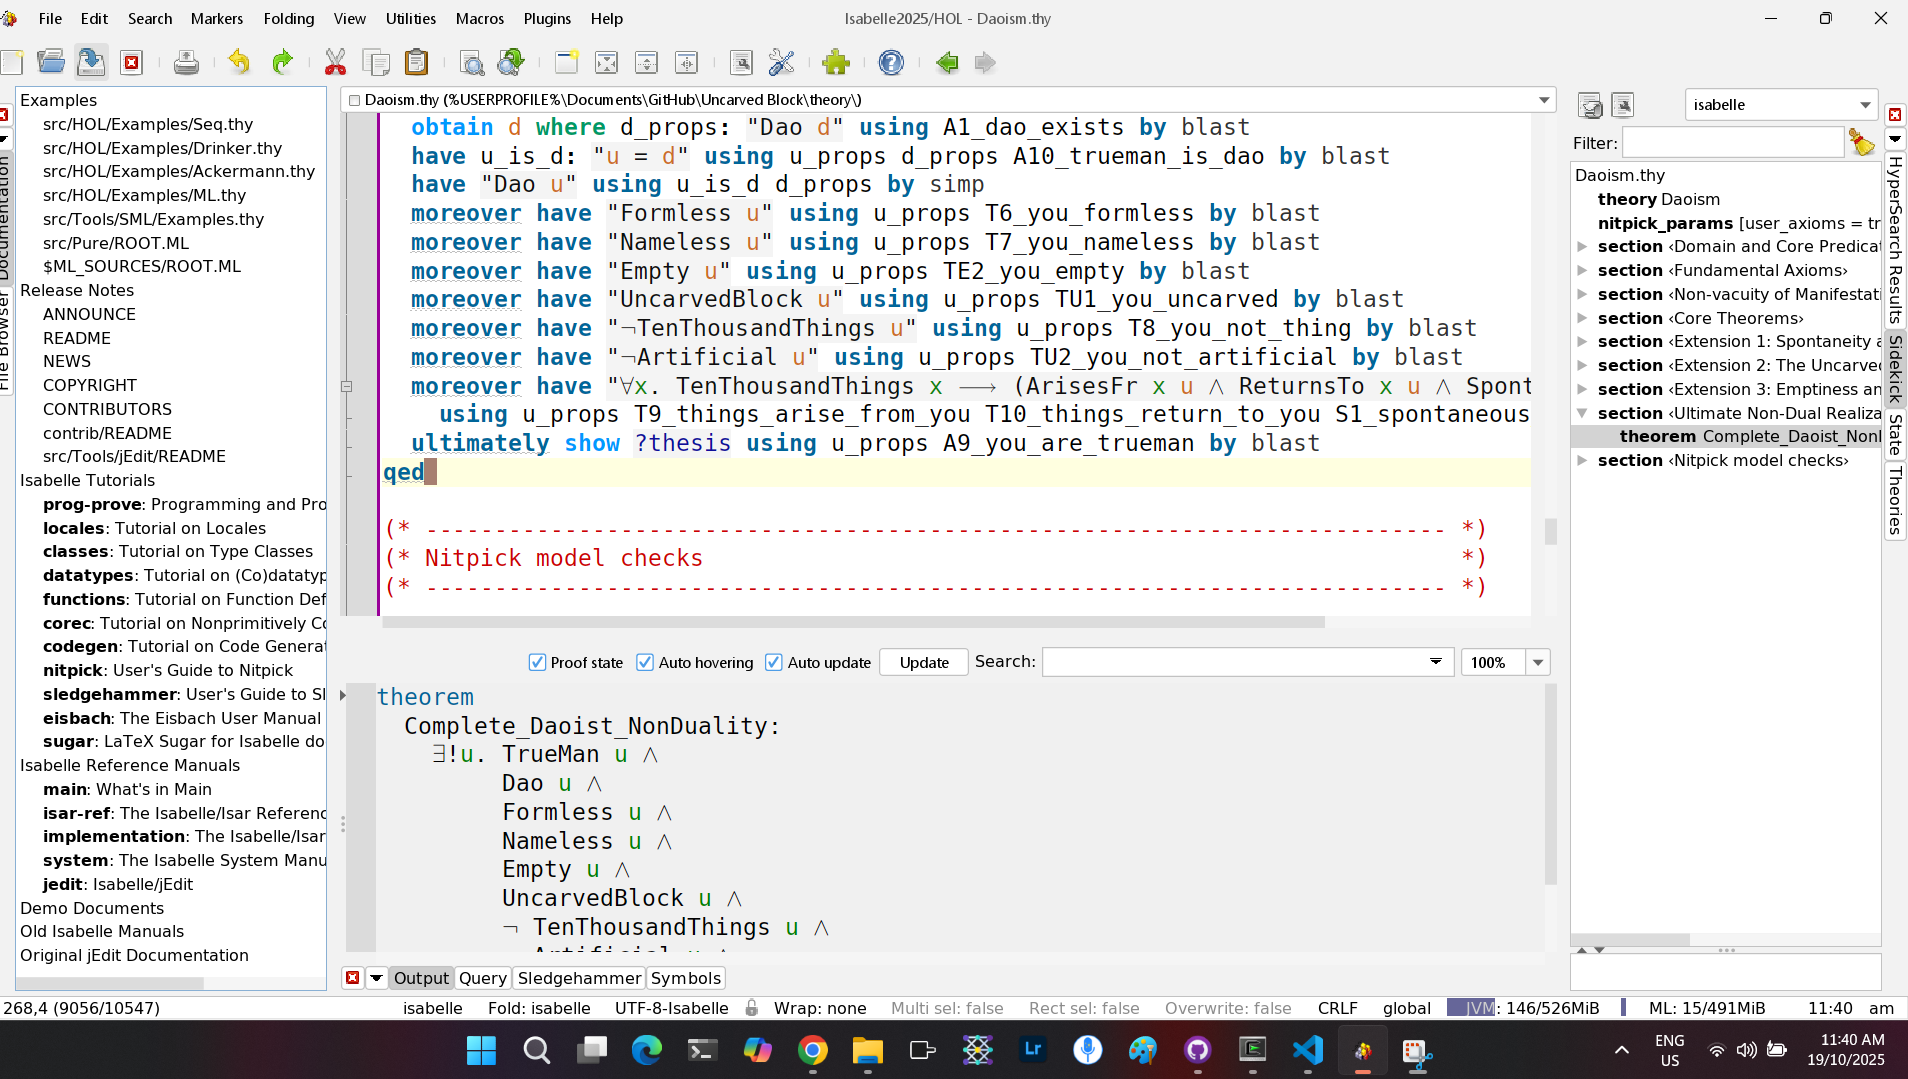 File Edit Search Markers Folding View Utilities Macros Plugins Help
Isabelle2025/HOL - Daoism.thy
Documentation
File Browser
Examples
src/HOL/Examples/Seq.thy
src/HOL/Examples/Drinker.thy
src/HOL/Examples/Ackermann.thy
src/HOL/Examples/ML.thy
src/Tools/SML/Examples.thy
src/Pure/ROOT.ML
$ML_SOURCES/ROOT.ML
Release Notes
ANNOUNCE
README
NEWS
COPYRIGHT
CONTRIBUTORS
contrib/README
src/Tools/jEdit/README
Isabelle Tutorials
prog-prove: Programming and Pro
locales: Tutorial on Locales
classes: Tutorial on Type Classes
datatypes: Tutorial on (Co)datatyp
functions: Tutorial on Function Def
corec: Tutorial on Nonprimitively Co
codegen: Tutorial on Code Generat
nitpick: User's Guide to Nitpick
sledgehammer: User's Guide to Sl
eisbach: The Eisbach User Manual
sugar: LaTeX Sugar for Isabelle do
Isabelle Reference Manuals
main: What's in Main
isar-ref: The Isabelle/Isar Referenc
implementation: The Isabelle/Isar
system: The Isabelle System Manu
jedit: Isabelle/jEdit
Demo Documents
Old Isabelle Manuals
Original jEdit Documentation
Daoism.thy (%USERPROFILE%\Documents\GitHub\Uncarved Block\theory\)
obtain d where d_props: "Dao d" using A1_dao_exists by blast
have u_is_d: "u = d" using u_props d_props A10_trueman_is_dao by blast
have "Dao u" using u_is_d d_props by simp
moreover have "Formless u" using u_props T6_you_formless by blast
moreover have "Nameless u" using u_props T7_you_nameless by blast
moreover have "Empty u" using u_props TE2_you_empty by blast
moreover have "UncarvedBlock u" using u_props TU1_you_uncarved by blast
moreover have "¬TenThousandThings u" using u_props T8_you_not_thing by blast
moreover have "¬Artificial u" using u_props TU2_you_not_artificial by blast
moreover have "∀x. TenThousandThings x ⟶ (ArisesFr x u ∧ ReturnsTo x u ∧ Spont
using u_props T9_things_arise_from_you T10_things_return_to_you S1_spontaneous
ultimately show ?thesis using u_props A9_you_are_trueman by blast
qed
(* -------------------------------------------------------------------------- *)
(* Nitpick model checks *)
(* -------------------------------------------------------------------------- *)
Proof state Auto hovering Auto update Update Search: 100%
theorem
Complete_Daoist_NonDuality:
∃!u. TrueMan u ∧
Dao u ∧
Formless u ∧
Nameless u ∧
Empty u ∧
UncarvedBlock u ∧
¬ TenThousandThings u ∧
Artificial u ∧
Output Query Sledgehammer Symbols
isabelle
Filter:
Daoism.thy
theory Daoism
nitpick_params [user_axioms = tr
section ‹Domain and Core Predicat
section ‹Fundamental Axioms›
section ‹Non-vacuity of Manifestati
section ‹Core Theorems›
section ‹Extension 1: Spontaneity a
section ‹Extension 2: The Uncarve
section ‹Extension 3: Emptiness an
section ‹Ultimate Non-Dual Realiza
theorem Complete_Daoist_Nonl
section ‹Nitpick model checks›
HyperSearch Results
Sidekick
State
Theories
268,4 (9056/10547) isabelle Fold: isabelle UTF-8-Isabelle Wrap: none Multi sel: false Rect sel: false Overwrite: false CRLF global JVM: 146/526MiB ML: 15/491MiB 11:40 am
Lr
ENG
US
11:40 AM
19/10/2025